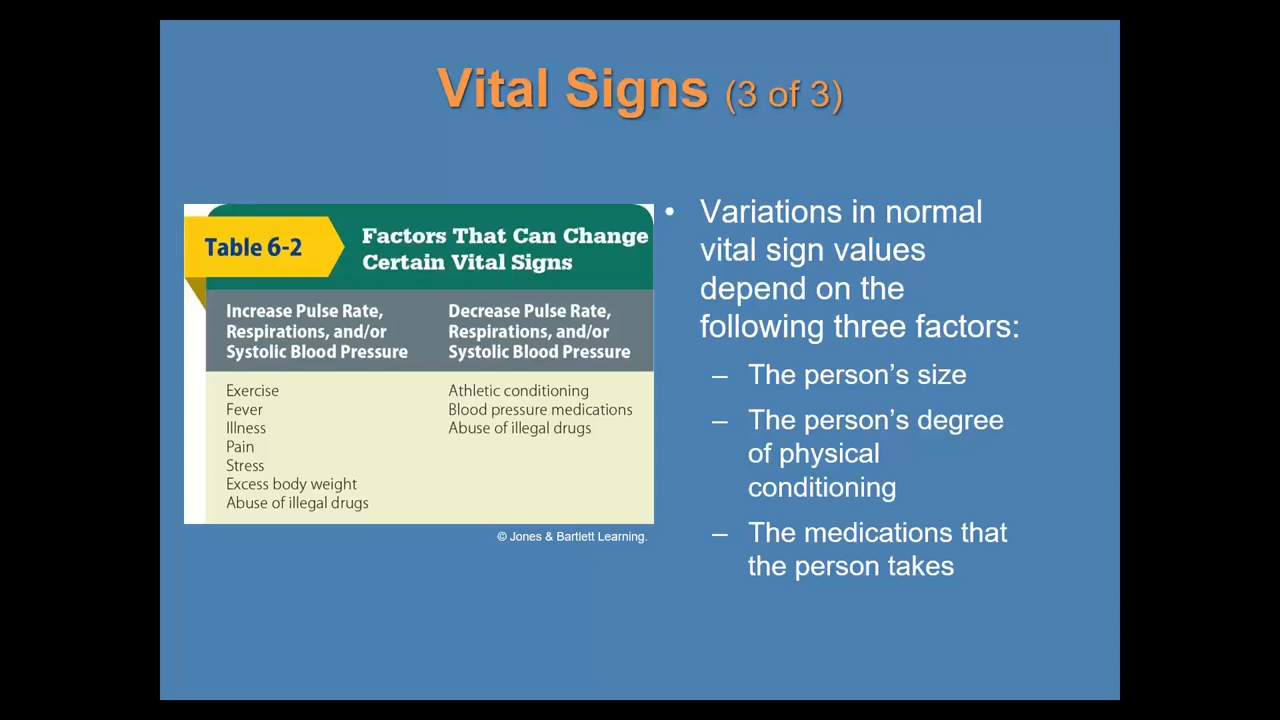 Vital Signs (3 of 3)
Table 6-2
Factors That Can Change
Certain Vital Signs
Increase Pulse Rate,
Respirations, and/or
Systolic Blood Pressure
Decrease Pulse Rate,
Respirations, and/or
Systolic Blood Pressure
Exercise
Fever
Illness
Pain
Stress
Excess body weight
Abuse of illegal drugs
Athletic conditioning
Blood pressure medications
Abuse of illegal drugs
© Jones & Bartlett Learning.
• Variations in normal
vital sign values
depend on the
following three factors:
– The person’s size
– The person’s degree
of physical
conditioning
– The medications that
the person takes